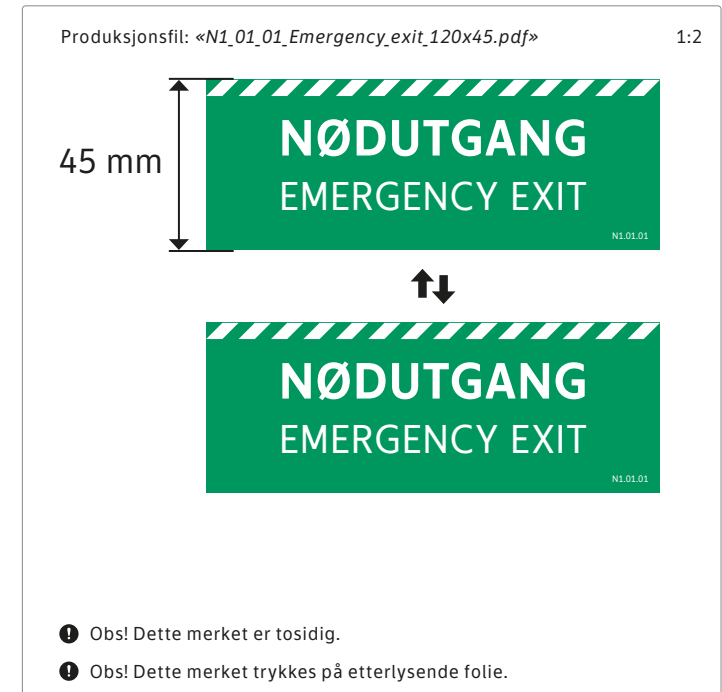 Produksjonsfil: «N1_01_01_Emergency_exit_120x45.pdf» 1:2
45 mm
NØDUTGANG
EMERGENCY EXIT
N1.01.01
NØDUTGANG
EMERGENCY EXIT
N1.01.01
Obs! Dette merket er tosidig.
Obs! Dette merket trykkes på etterlysende folie.